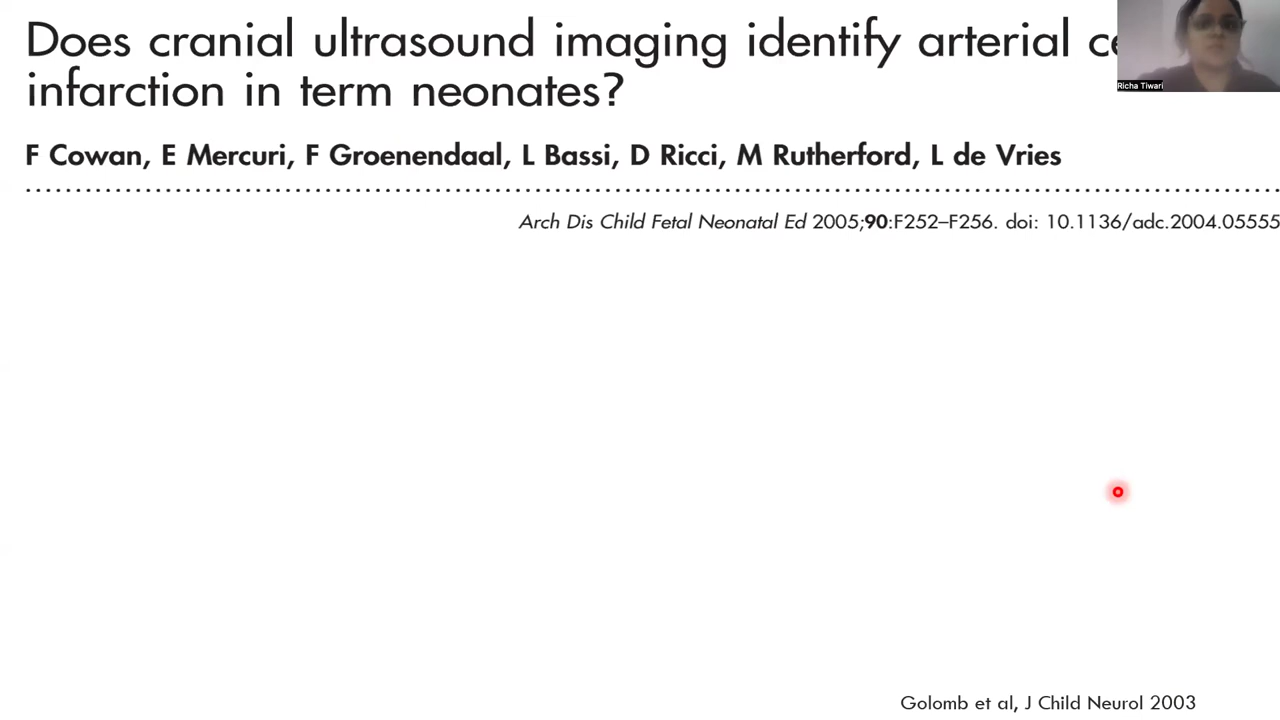 Does cranial ultrasound imaging identify arterial
infarction in term neonates?
Richa Tiwari
F Cowan, E Mercuri, F Groenendaal, L Bassi, D Ricci, M Rutherford, L de Vries
Arch Dis Child Fetal Neonatal Ed 2005;90:F252–F256. doi: 10.1136/adc.2004.05555
Golomb et al, J Child Neurol 2003